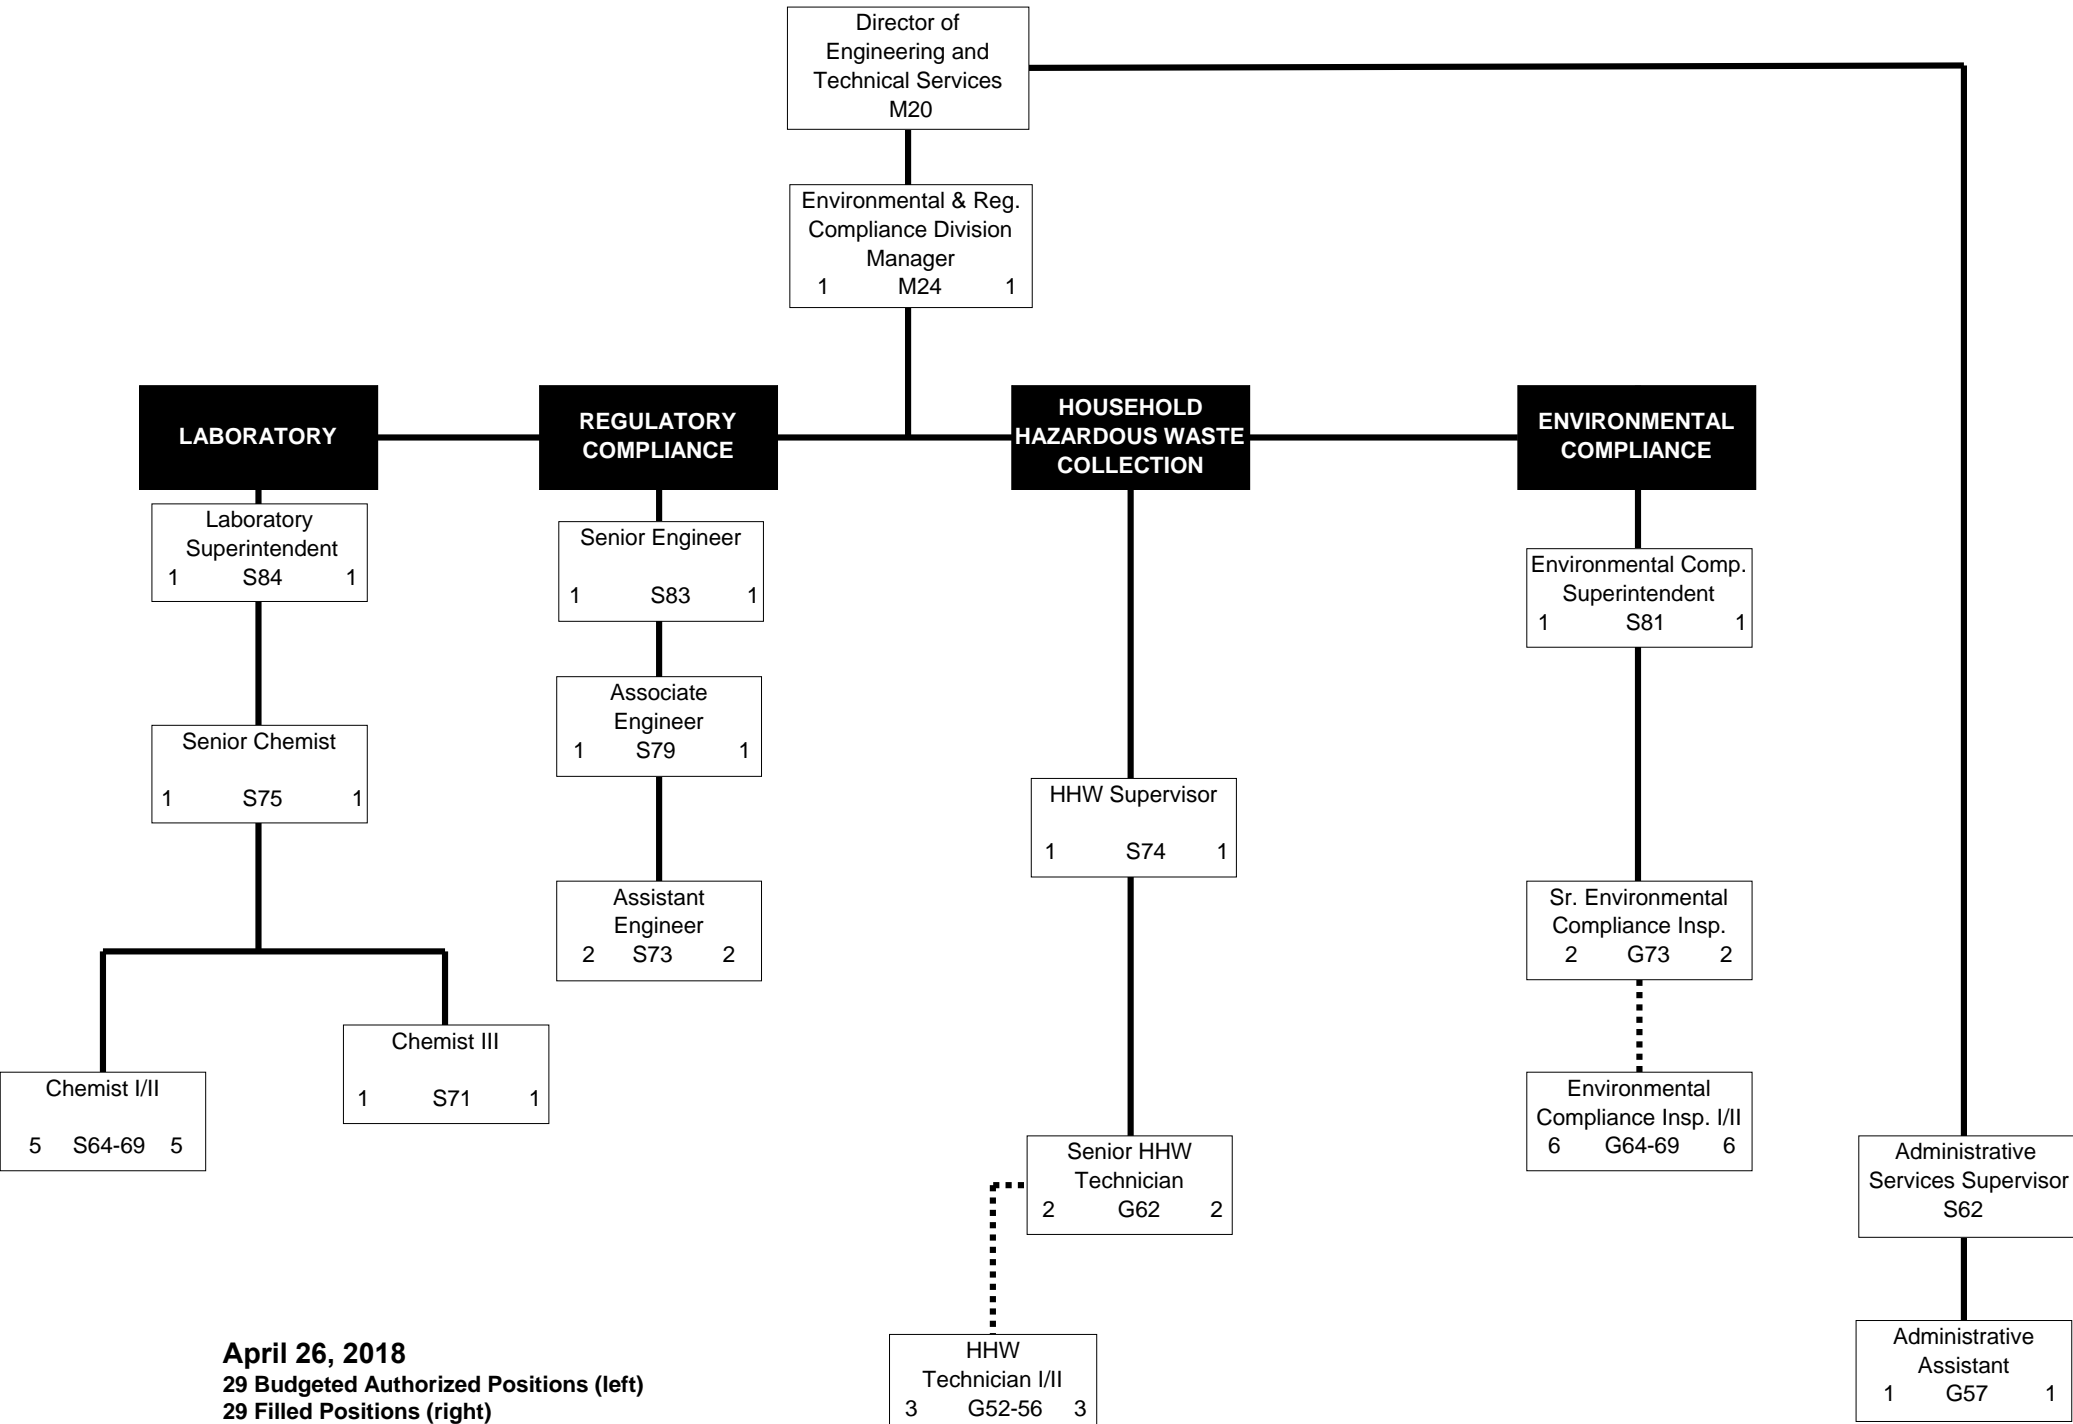 Director of
Engineering and
Technical Services
M20
Environmental & Reg.
Compliance Division
Manager
1 M24 1
LABORATORY
REGULATORY
COMPLIANCE
HOUSEHOLD
HAZARDOUS WASTE
COLLECTION
ENVIRONMENTAL
COMPLIANCE
Laboratory
Superintendent
1 S84 1
Senior Chemist
1 S75 1
Chemist I/II
5 S64-69 5
Chemist III
1 S71 1
Senior Engineer
1 S83 1
Associate
Engineer
1 S79 1
Assistant
Engineer
2 S73 2
HHW Supervisor
1 S74 1
Senior HHW
Technician
2 G62 2
HHW
Technician I/II
3 G52-56 3
Environmental Comp.
Superintendent
1 S81 1
Sr. Environmental
Compliance Insp.
2 G73 2
Environmental
Compliance Insp. I/II
6 G64-69 6
Administrative
Services Supervisor
S62
Administrative
Assistant
1 G57 1
April 26, 2018
29 Budgeted Authorized Positions (left)
29 Filled Positions (right)